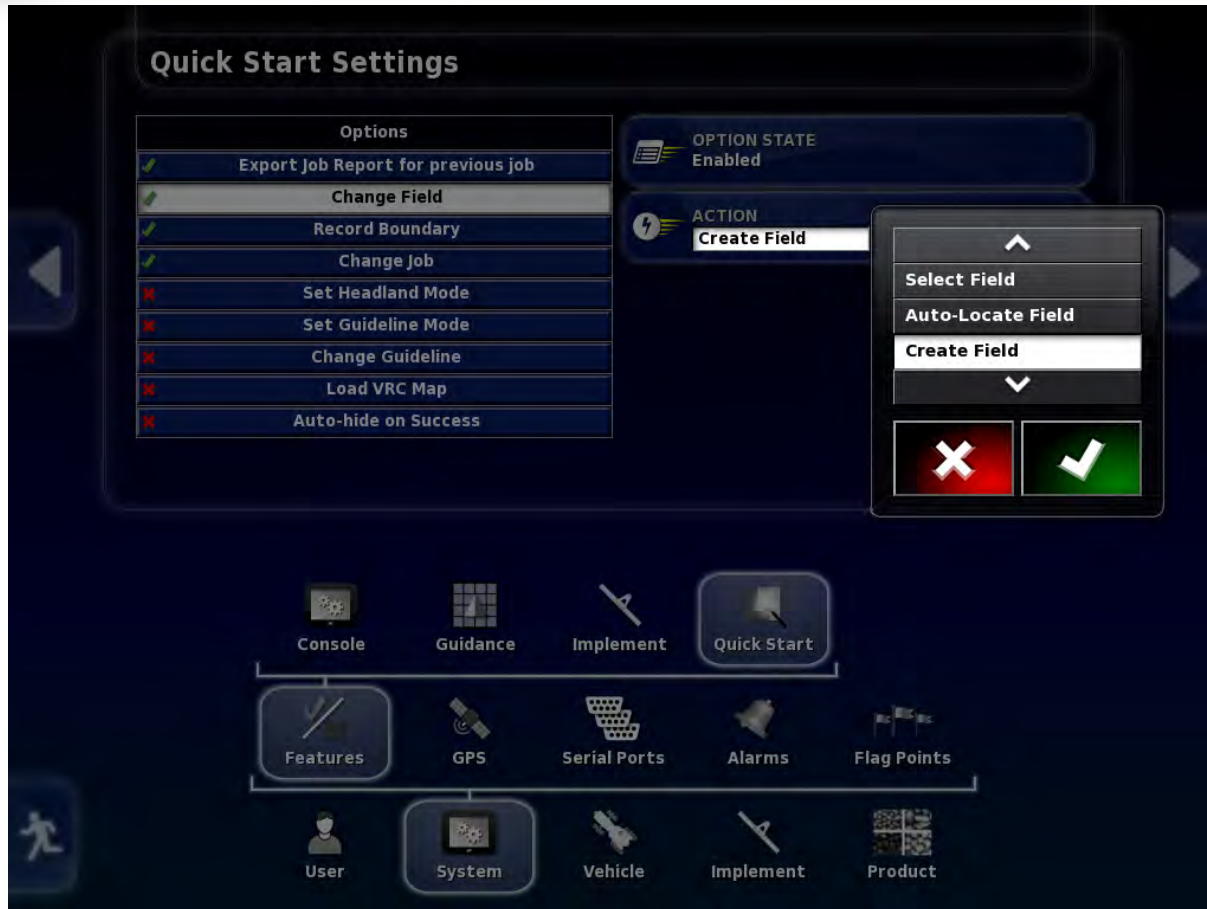 Quick Start Settings
Options
Export Job Report for previous job
Change Field
Record Boundary
Change Job
Set Headland Mode
Set Guideline Mode
Change Guideline
Load VRC Map
Auto-hide on Success
OPTION STATE
Enabled
ACTION
Create Field
Select Field
Auto-Locate Field
Create Field
Console
Guidance
Implement
Quick Start
Features
GPS
Serial Ports
Alarms
Flag Points
User
System
Vehicle
Implement
Product